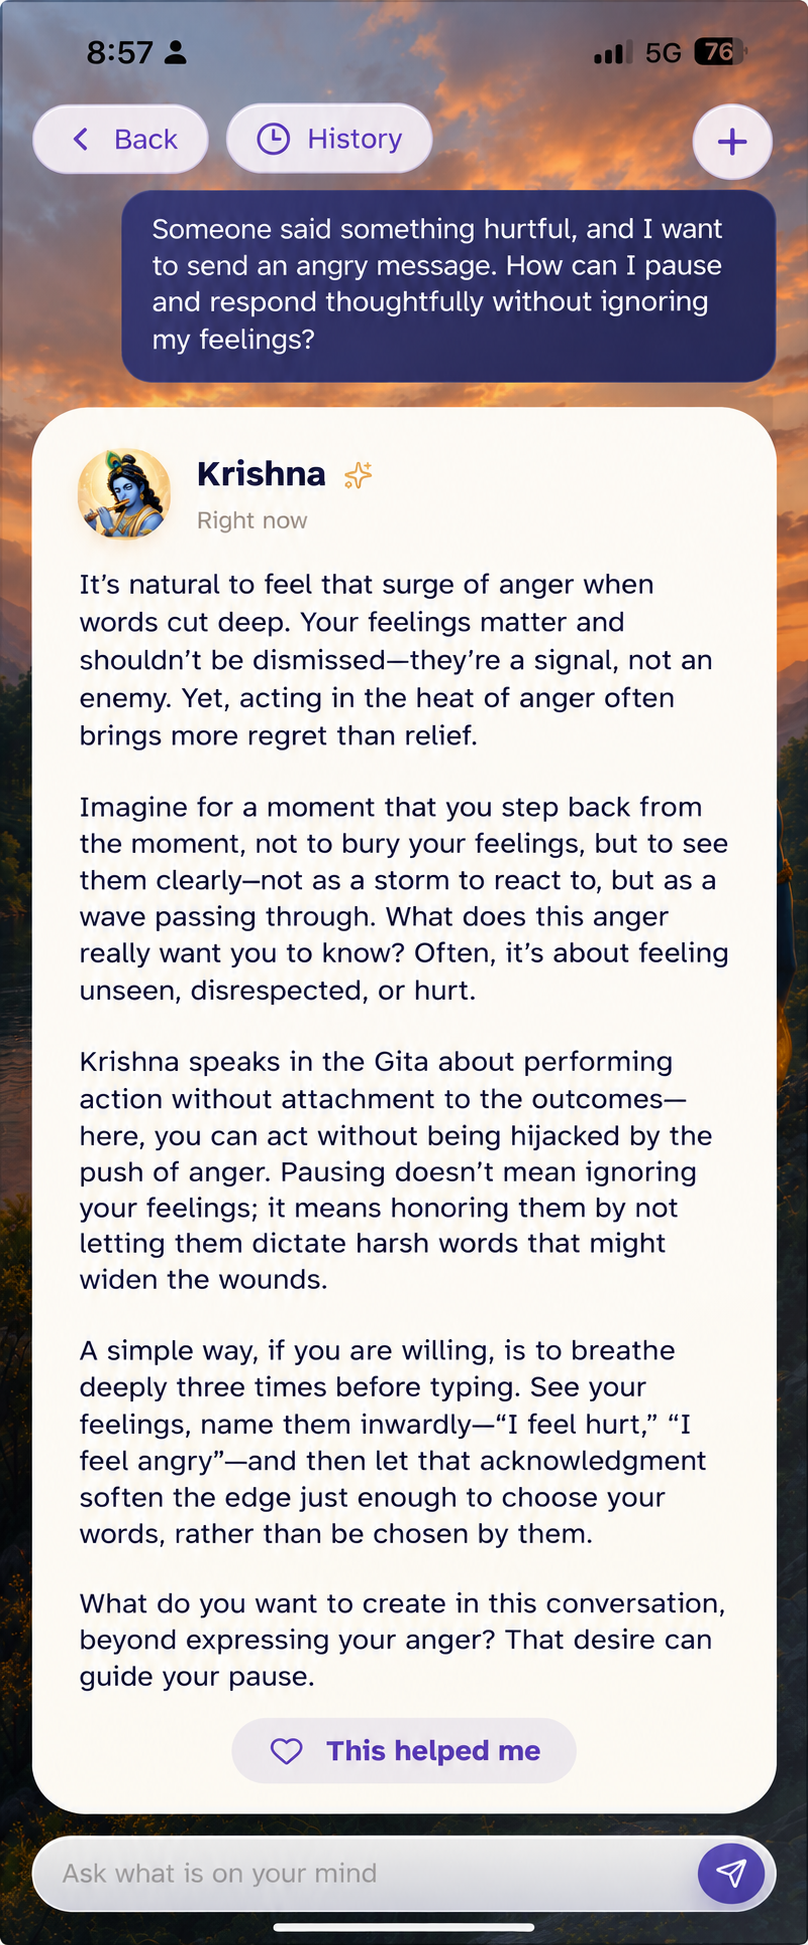 8:57
5G
76
Back
History
Someone said something hurtful, and I want
to send an angry message. How can I pause
and respond thoughtfully without ignoring
my feelings?
Krishna
Right now
It’s natural to feel that surge of anger when
words cut deep. Your feelings matter and
shouldn’t be dismissed—they’re a signal, not an
enemy. Yet, acting in the heat of anger often
brings more regret than relief.
Imagine for a moment that you step back from
the moment, not to bury your feelings, but to see
them clearly—not as a storm to react to, but as a
wave passing through. What does this anger
really want you to know? Often, it’s about feeling
unseen, disrespected, or hurt.
Krishna speaks in the Gita about performing
action without attachment to the outcomes—
here, you can act without being hijacked by the
push of anger. Pausing doesn’t mean ignoring
your feelings; it means honoring them by not
letting them dictate harsh words that might
widen the wounds.
A simple way, if you are willing, is to breathe
deeply three times before typing. See your
feelings, name them inwardly—“I feel hurt,” “I
feel angry”—and then let that acknowledgment
soften the edge just enough to choose your
words, rather than be chosen by them.
What do you want to create in this conversation,
beyond expressing your anger? That desire can
guide your pause.
This helped me
Ask what is on your mind